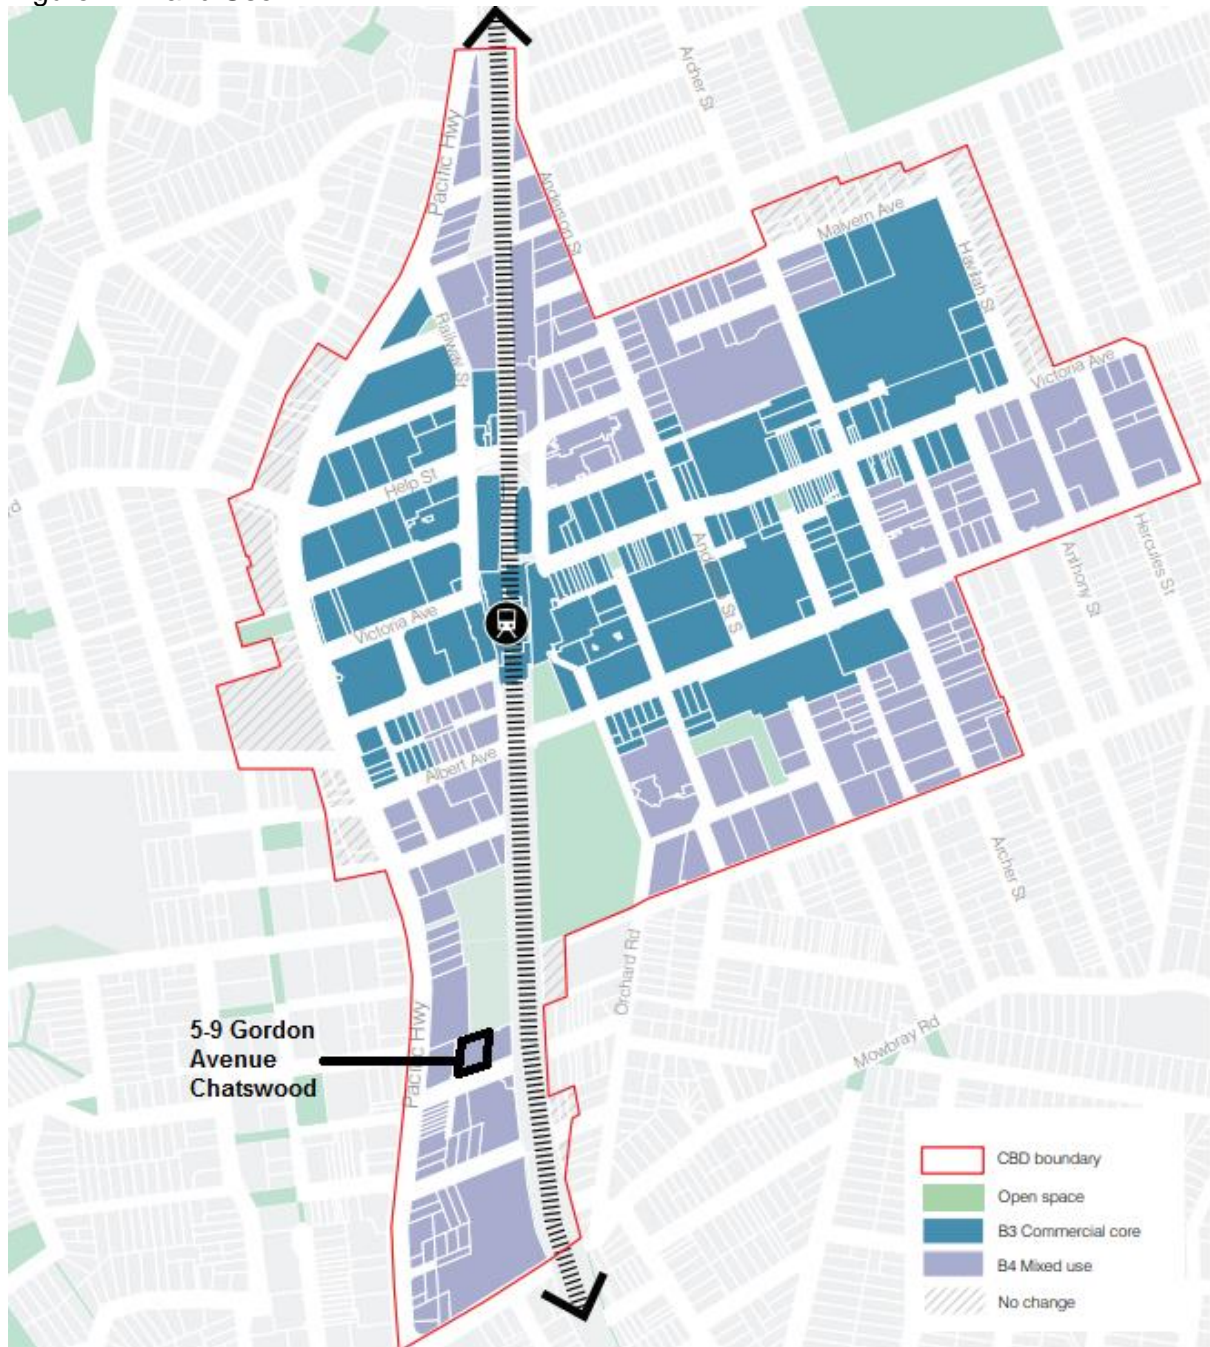 Archer St
Pacific Hwy
Anderson St
Malvern Ave
Havilah St
Railway St
Victoria Ave
Help St
Hercules St
Anthony St
Victoria Ave
Albert Ave
Archer St
Orchard Rd
5-9 Gordon
Avenue
Chatswood
Pacific Hwy
Mowbray Rd
CBD boundary
Open space
B3 Commercial core
B4 Mixed use
No change